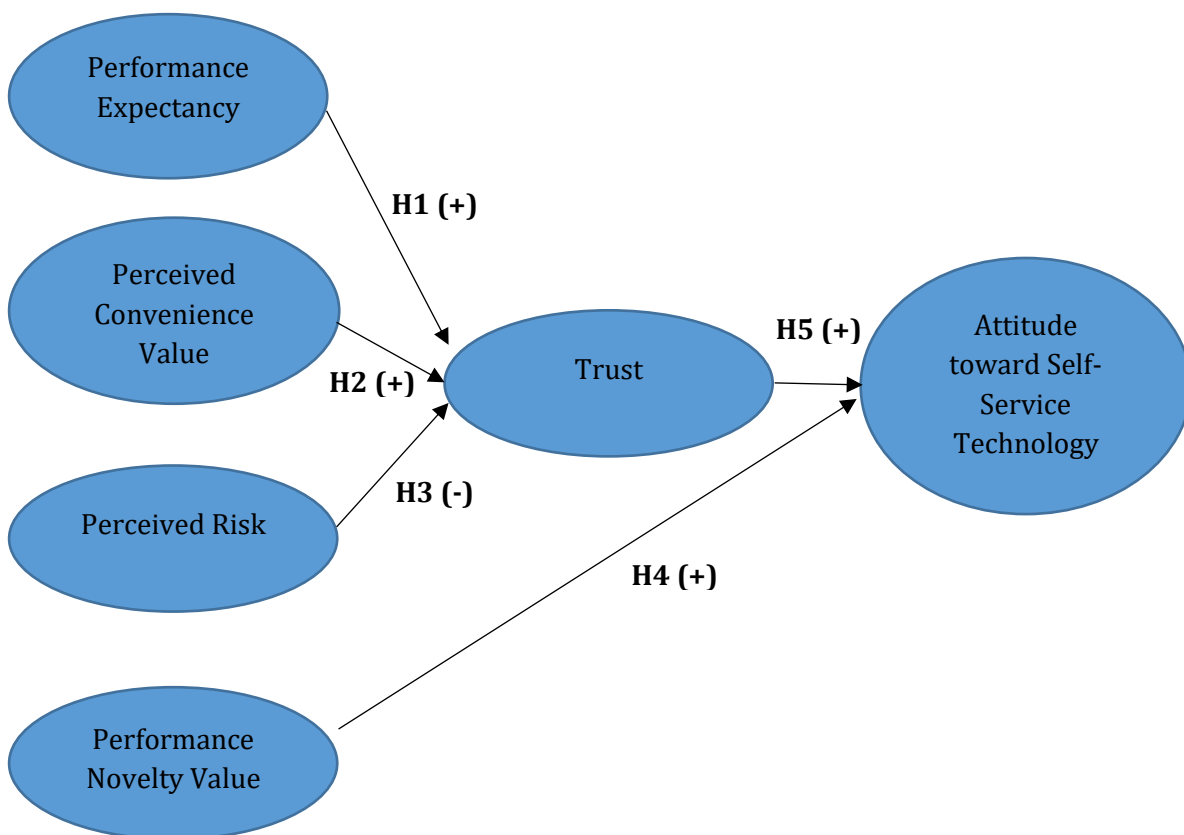 Performance
Expectancy
H1 (+)
Perceived
Convenience
Value
H2 (+)
Trust
H5 (+)
Attitude
toward Self-
Service
Technology
Perceived Risk
H3 (-)
H4 (+)
Performance
Novelty Value